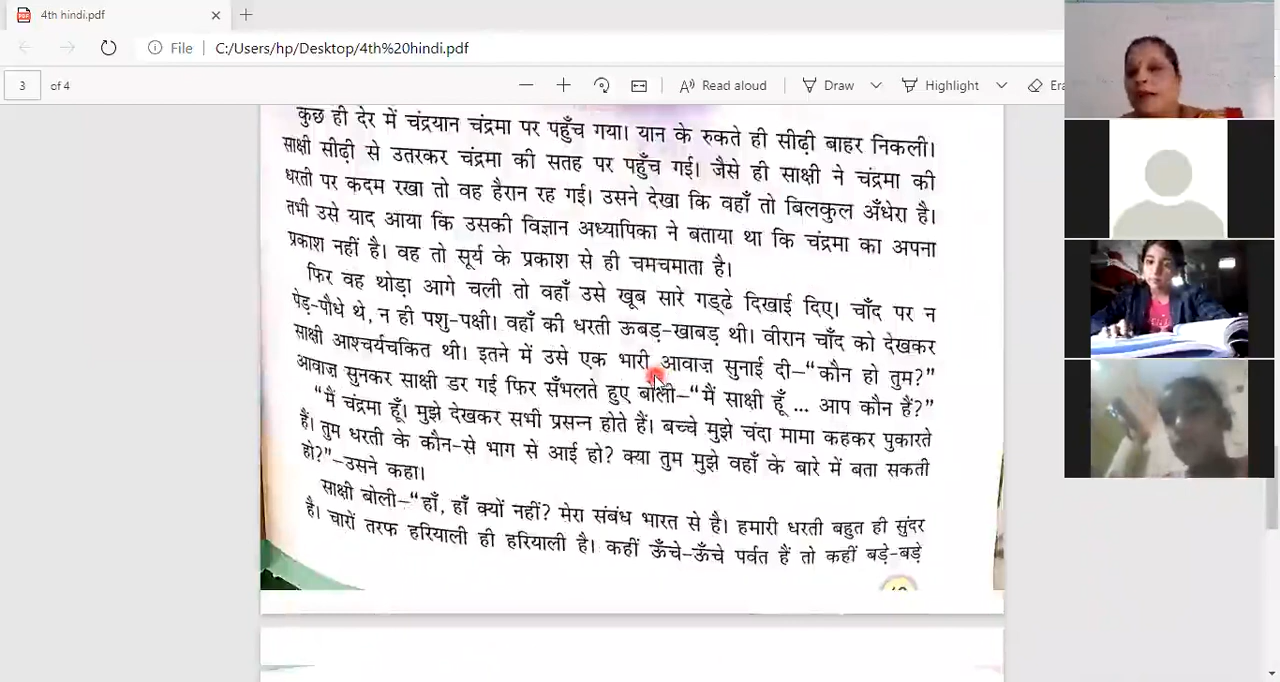 4th hindi.pdf
File C:/Users/hp/Desktop/4th%20hindi.pdf
3 of 4 Read aloud Draw Highlight Era
कुछ ही देर में चंद्रयान चंद्रमा पर पहुँच गया। यान के रुकते ही सीढ़ी बाहर निकली।
साक्षी सीढ़ी से उतरकर चंद्रमा की सतह पर पहुँच गई। जैसे ही साक्षी ने चंद्रमा की
धरती पर कदम रखा तो वह हैरान रह गई। उसने देखा कि वहाँ तो बिलकुल अँधेरा है।
तभी उसे याद आया कि उसकी विज्ञान अध्यापिका ने बताया था कि चंद्रमा का अपना
प्रकाश नहीं है। वह तो सूर्य के प्रकाश से ही चमचमाता है।
फिर वह थोड़ा आगे चली तो वहाँ उसे खूब सारे गड्ढे दिखाई दिए। चाँद पर न
पेड़-पौधे थे, न ही पशु-पक्षी। वहाँ की धरती ऊबड़-खाबड़ थी। वीरान चाँद को देखकर
साक्षी आश्चर्यचकित थी। इतने में उसे एक भारी आवाज़ सुनाई दी–“कौन हो तुम?”
आवाज़ सुनकर साक्षी डर गई फिर सँभलते हुए बोली–“मैं साक्षी हूँ ... आप कौन हैं?”
“मैं चंद्रमा हूँ। मुझे देखकर सभी प्रसन्न होते हैं। बच्चे मुझे चंदा मामा कहकर पुकारते
हैं। तुम धरती के कौन-से भाग से आई हो? क्या तुम मुझे वहाँ के बारे में बता सकती
हो?”–उसने कहा।
साक्षी बोली–“हाँ, हाँ क्यों नहीं? मेरा संबंध भारत से है। हमारी धरती बहुत ही सुंदर
है। चारों तरफ हरियाली ही हरियाली है। कहीं ऊँचे-ऊँचे पर्वत हैं तो कहीं बड़े-बड़े